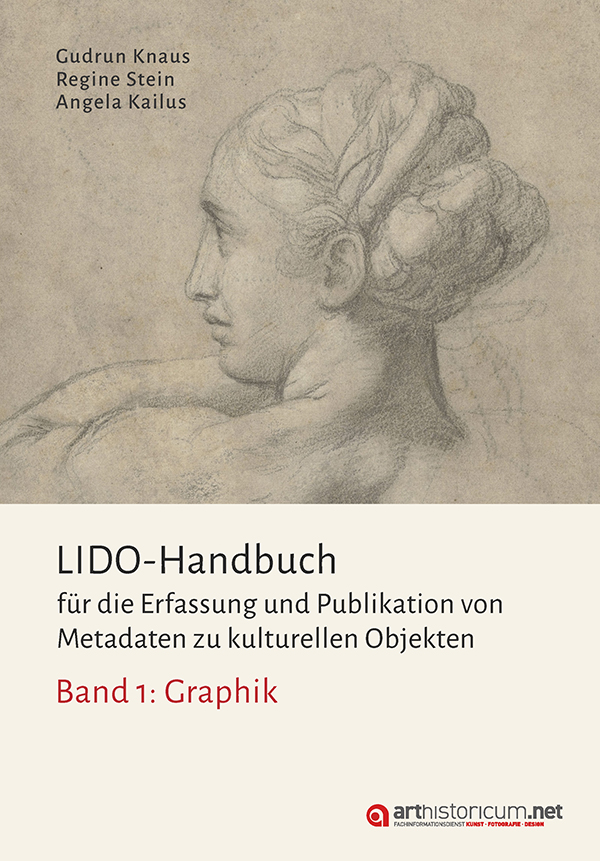 Gudrun Knaus
Regine Stein
Angela Kailus
LIDO-Handbuch
für die Erfassung und Publikation von
Metadaten zu kulturellen Objekten
Band 1: Graphik
arthistoricum.net
FACHINFORMATIONSDIENST KUNST · FOTOGRAFIE · DESIGN